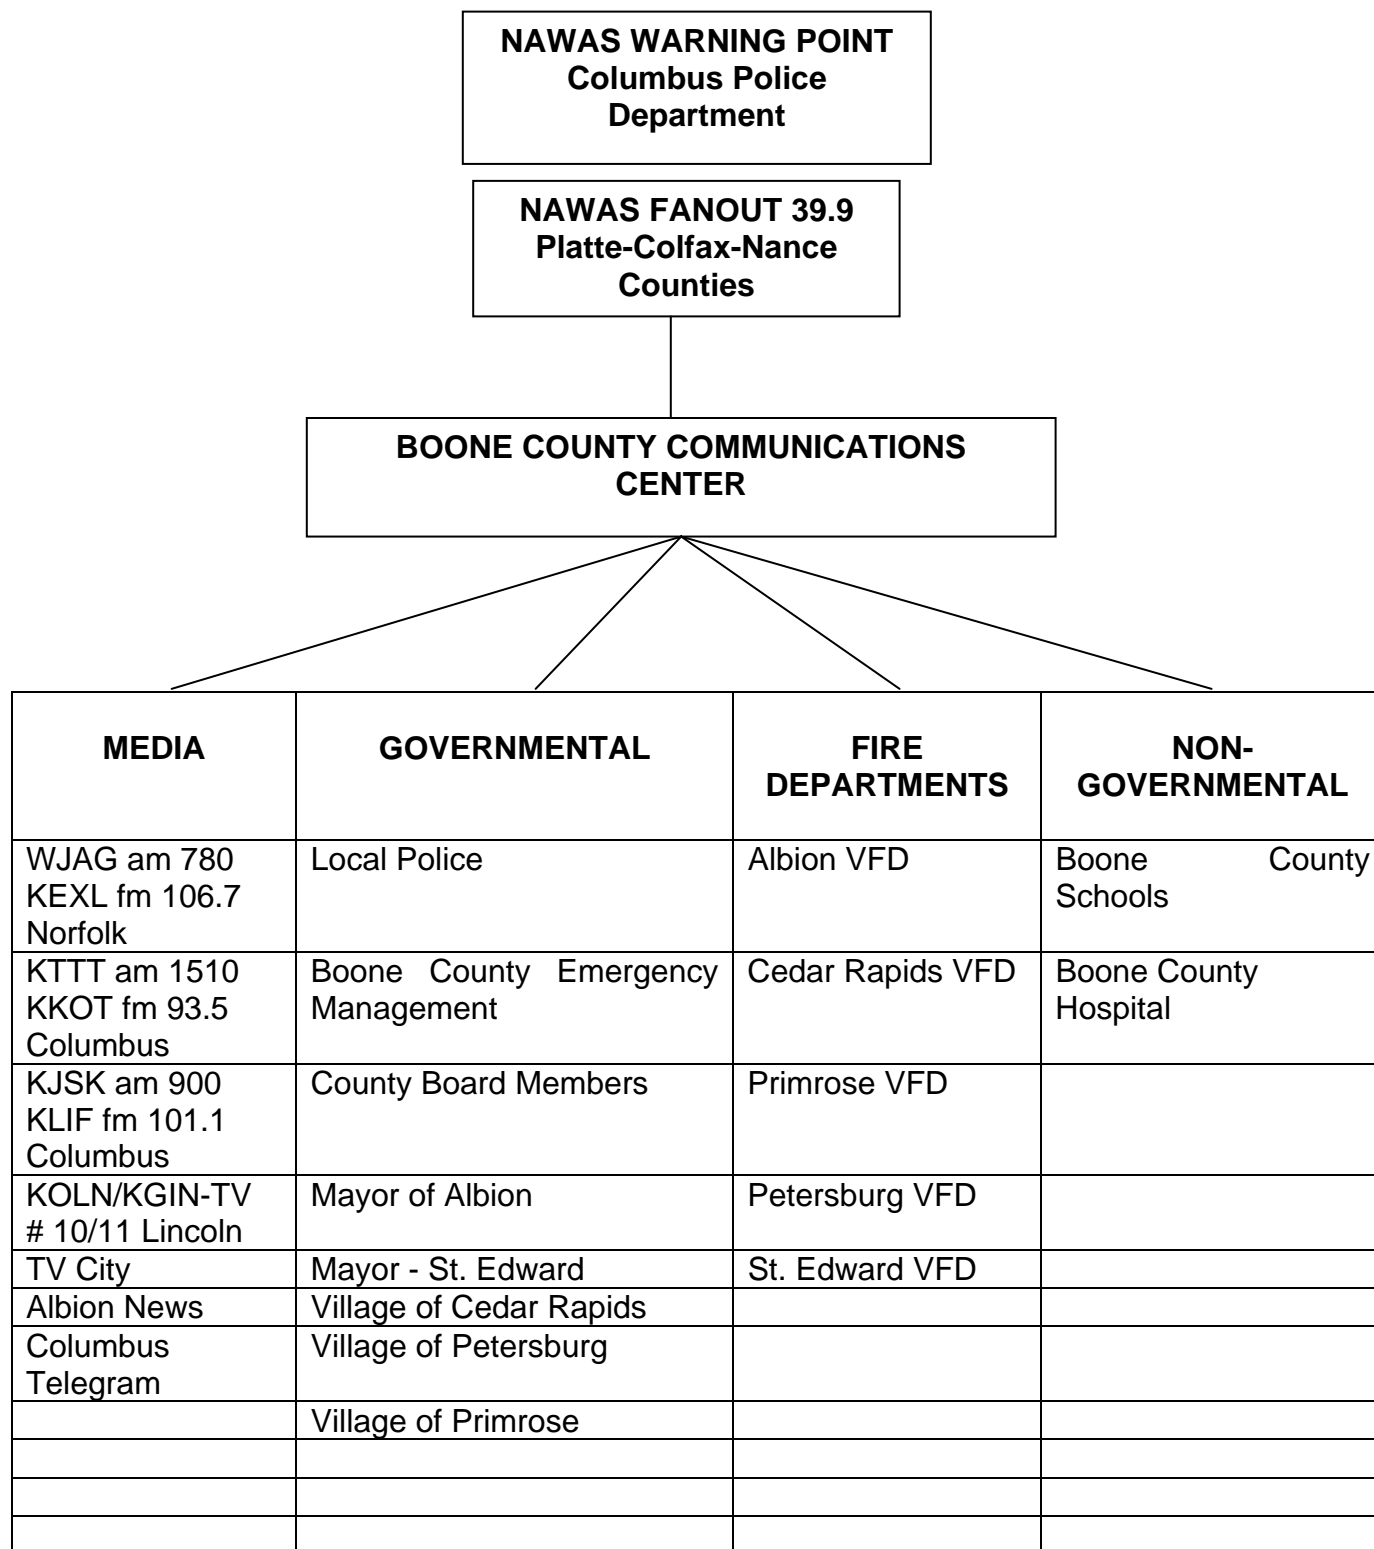 NAWAS WARNING POINT
Columbus Police
Department
NAWAS FANOUT 39.9
Platte-Colfax-Nance
Counties
BOONE COUNTY COMMUNICATIONS
CENTER
MEDIA
GOVERNMENTAL
FIRE
DEPARTMENTS
NON-
GOVERNMENTAL
WJAG am 780
KEXL fm 106.7
Norfolk
Local Police
Albion VFD
Boone County
Schools
KTTT am 1510
KKOT fm 93.5
Columbus
Boone County Emergency
Management
Cedar Rapids VFD
Boone County
Hospital
KJSK am 900
KLIF fm 101.1
Columbus
County Board Members
Primrose VFD
KOLN/KGIN-TV
# 10/11 Lincoln
Mayor of Albion
Petersburg VFD
TV City
Mayor - St. Edward
St. Edward VFD
Albion News
Village of Cedar Rapids
Columbus
Telegram
Village of Petersburg
Village of Primrose